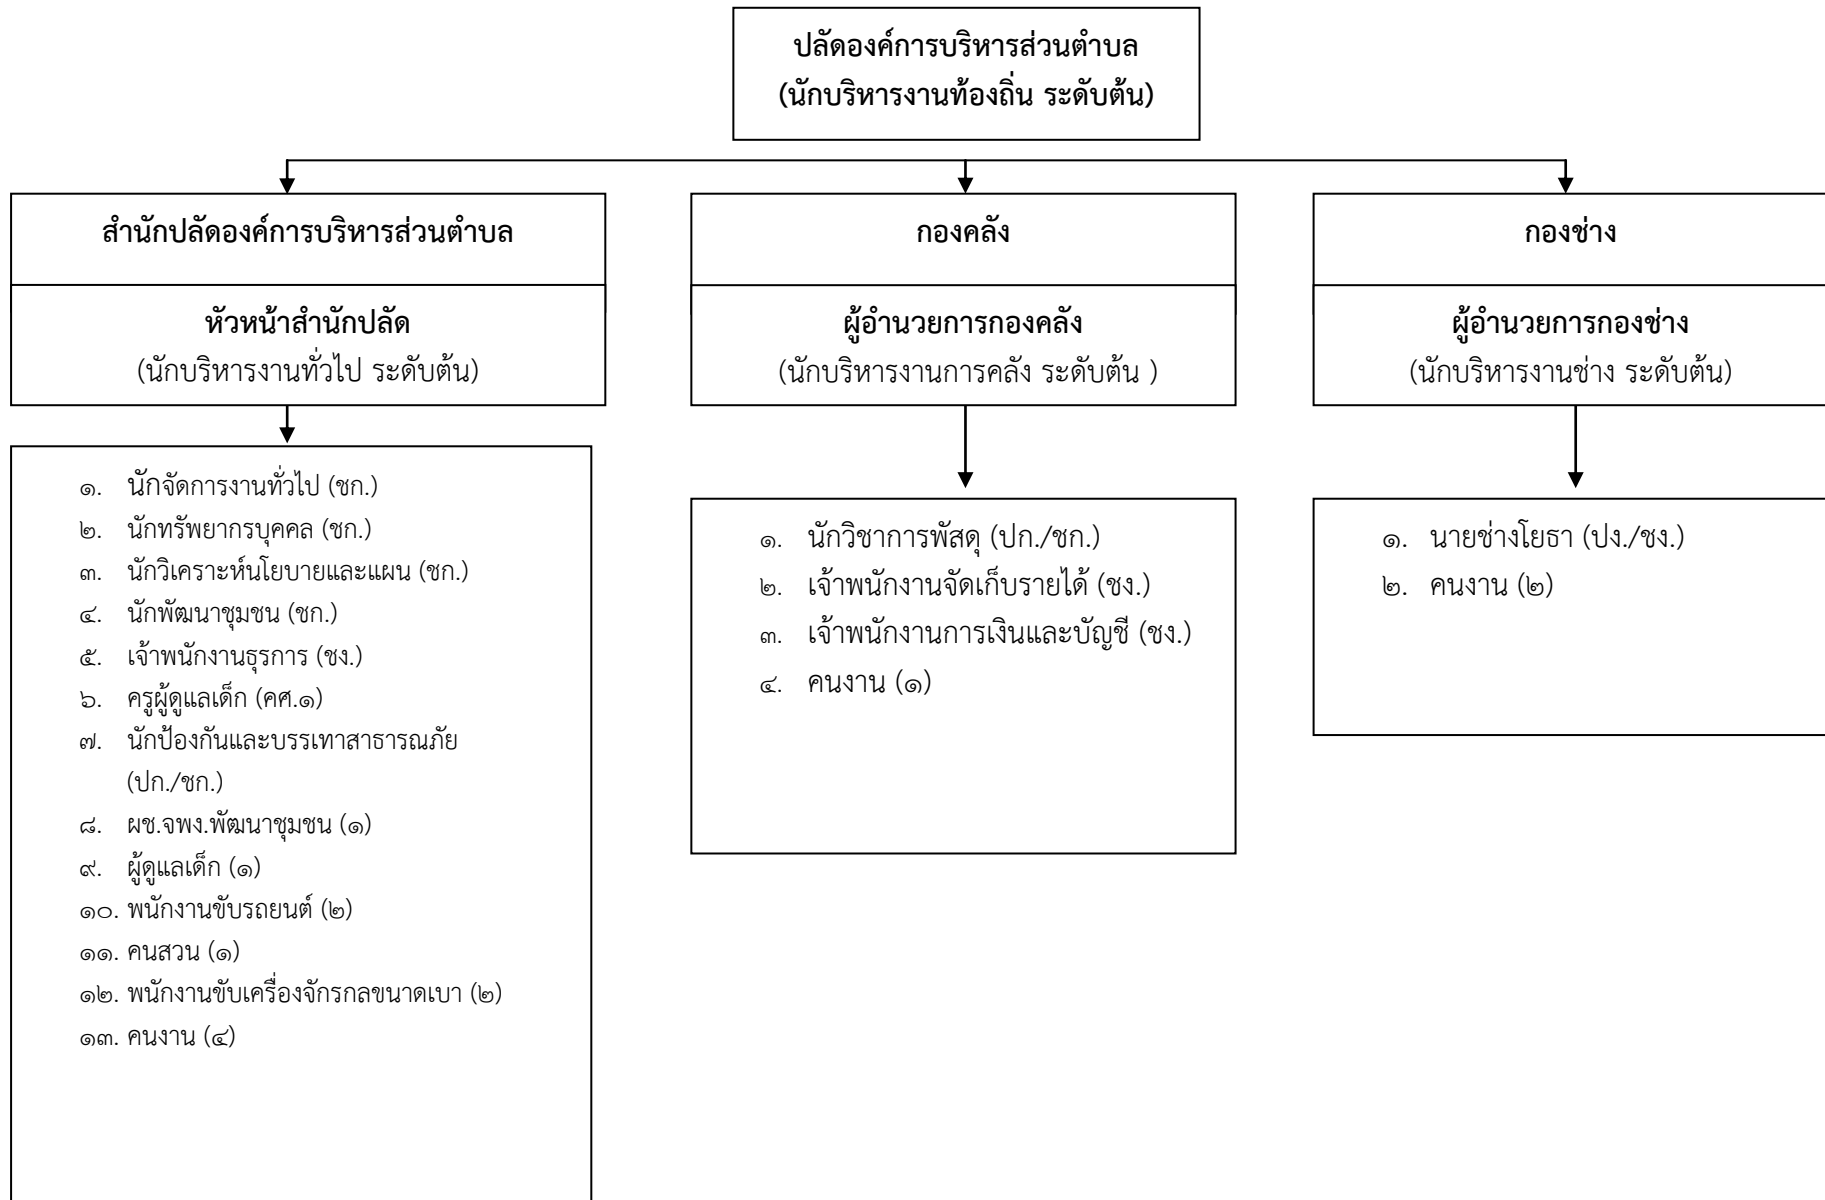 ปลัดองค์การบริหารส่วนตำบล
(นักบริหารงานท้องถิ่น ระดับต้น)
สำนักปลัดองค์การบริหารส่วนตำบล
หัวหน้าสำนักปลัด
(นักบริหารงานทั่วไป ระดับต้น)
๑. นักจัดการงานทั่วไป (ชก.)
๒. นักทรัพยากรบุคคล (ชก.)
๓. นักวิเคราะห์นโยบายและแผน (ชก.)
๔. นักพัฒนาชุมชน (ชก.)
๕. เจ้าพนักงานธุรการ (ชง.)
๖. ครูผู้ดูแลเด็ก (คศ.๑)
๗. นักป้องกันและบรรเทาสาธารณภัย
(ปก./ชก.)
๘. ผช.จพง.พัฒนาชุมชน (๑)
๙. ผู้ดูแลเด็ก (๑)
๑๐. พนักงานขับรถยนต์ (๒)
๑๑. คนสวน (๑)
๑๒. พนักงานขับเครื่องจักรกลขนาดเบา (๒)
๑๓. คนงาน (๔)
กองคลัง
ผู้อำนวยการกองคลัง
(นักบริหารงานการคลัง ระดับต้น )
๑. นักวิชาการพัสดุ (ปก./ชก.)
๒. เจ้าพนักงานจัดเก็บรายได้ (ชง.)
๓. เจ้าพนักงานการเงินและบัญชี (ชง.)
๔. คนงาน (๑)
กองช่าง
ผู้อำนวยการกองช่าง
(นักบริหารงานช่าง ระดับต้น)
๑. นายช่างโยธา (ปง./ชง.)
๒. คนงาน (๒)